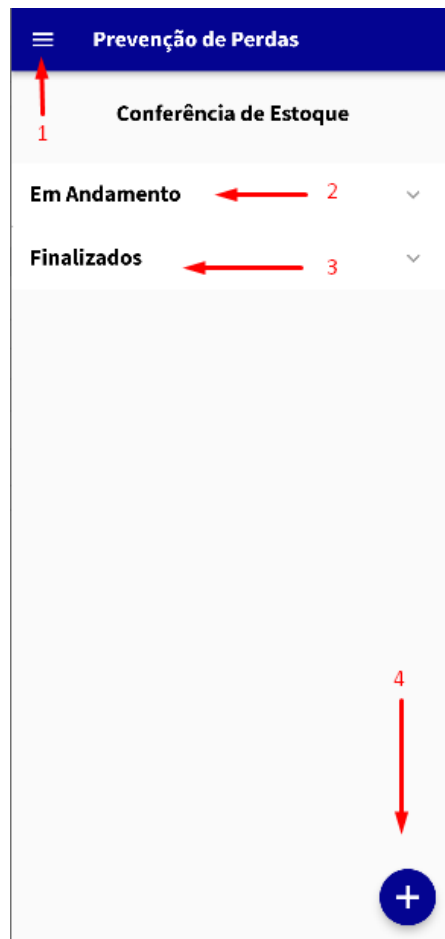 Prevenção de Perdas
Conferência de Estoque
1
Em Andamento 2
Finalizados 3
4